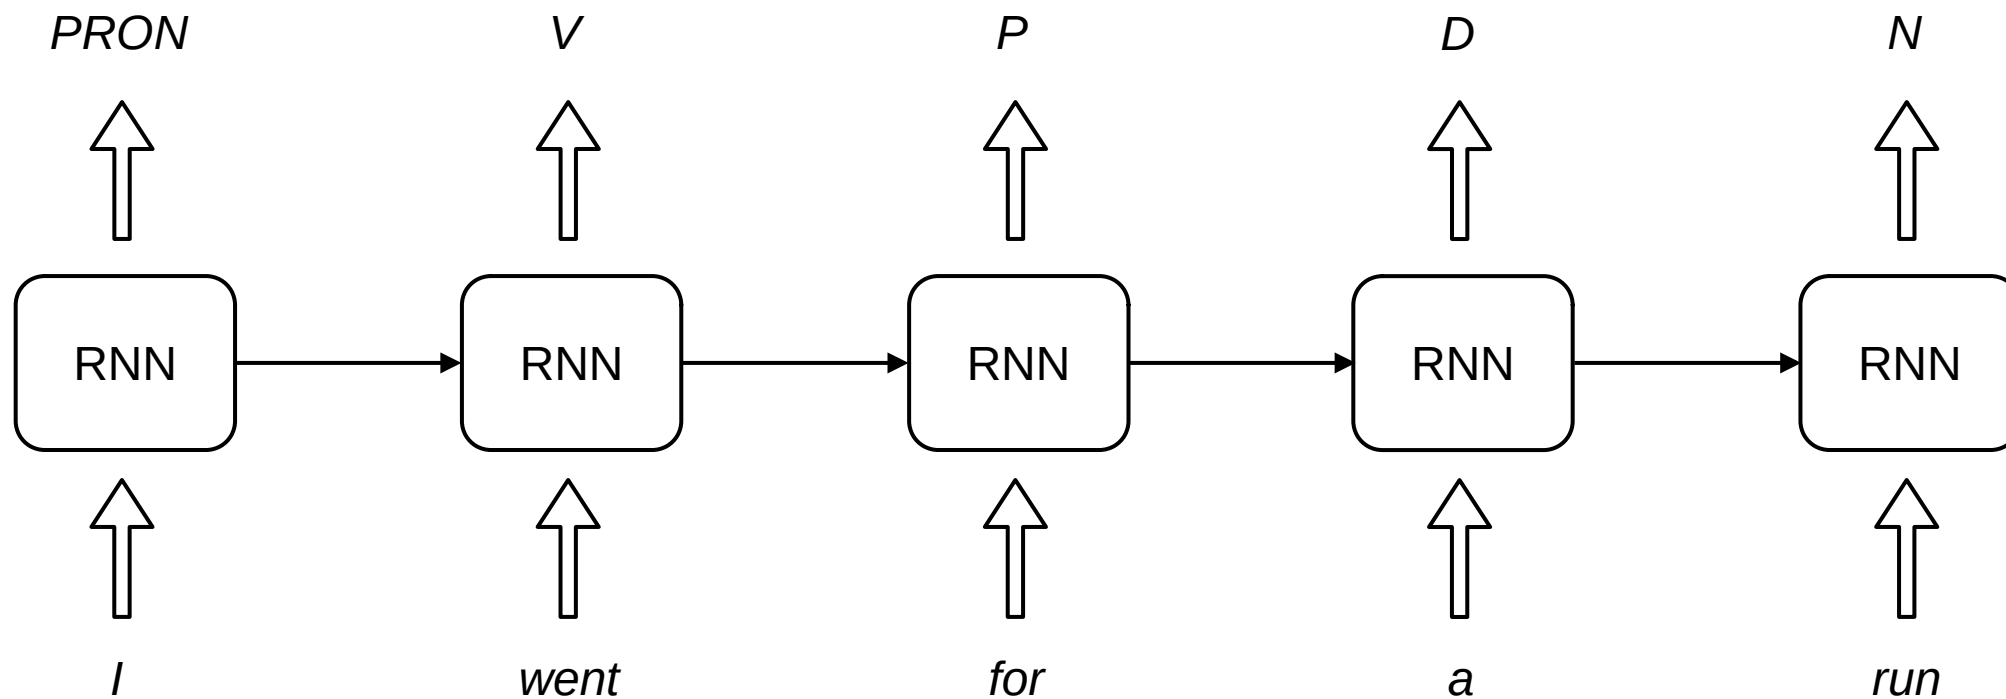 PRON V P D N
RNN RNN RNN RNN RNN
I went for a run